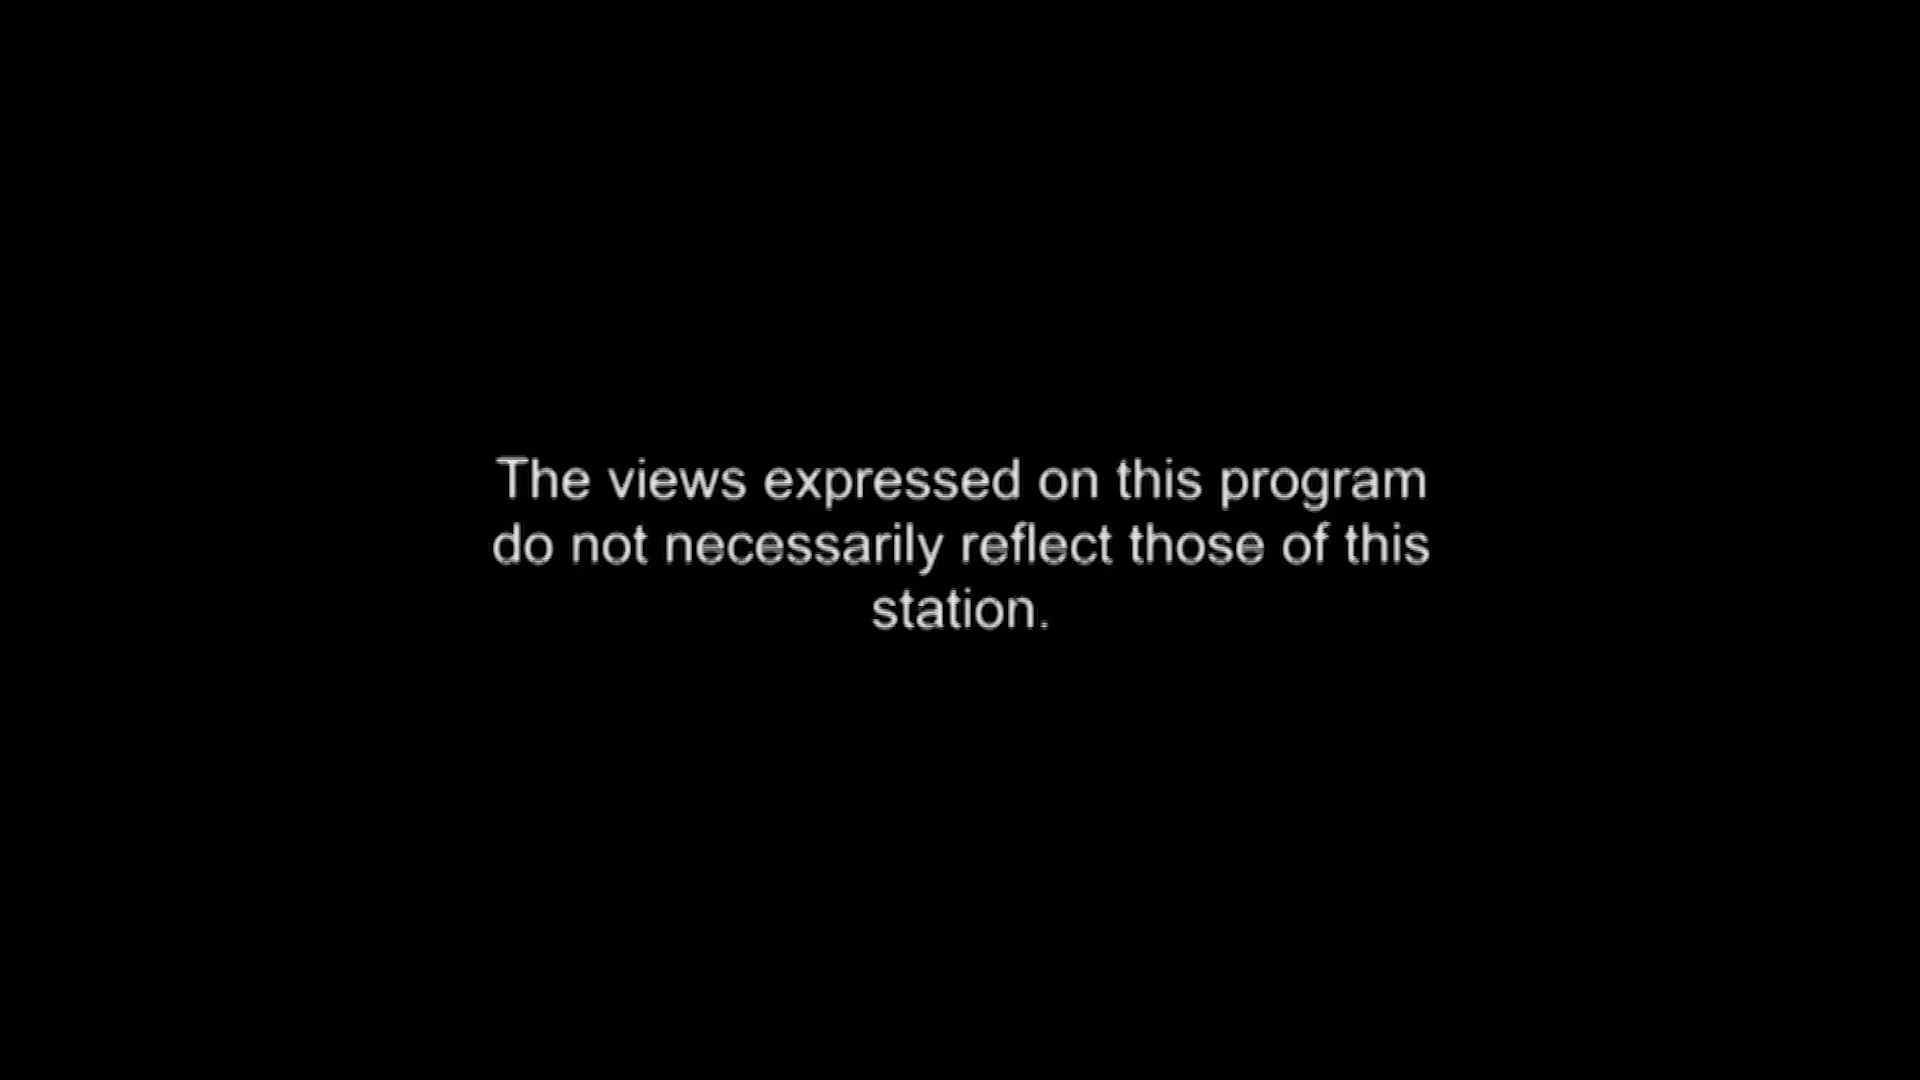 The views expressed on this program
do not necessarily reflect those of this
station.